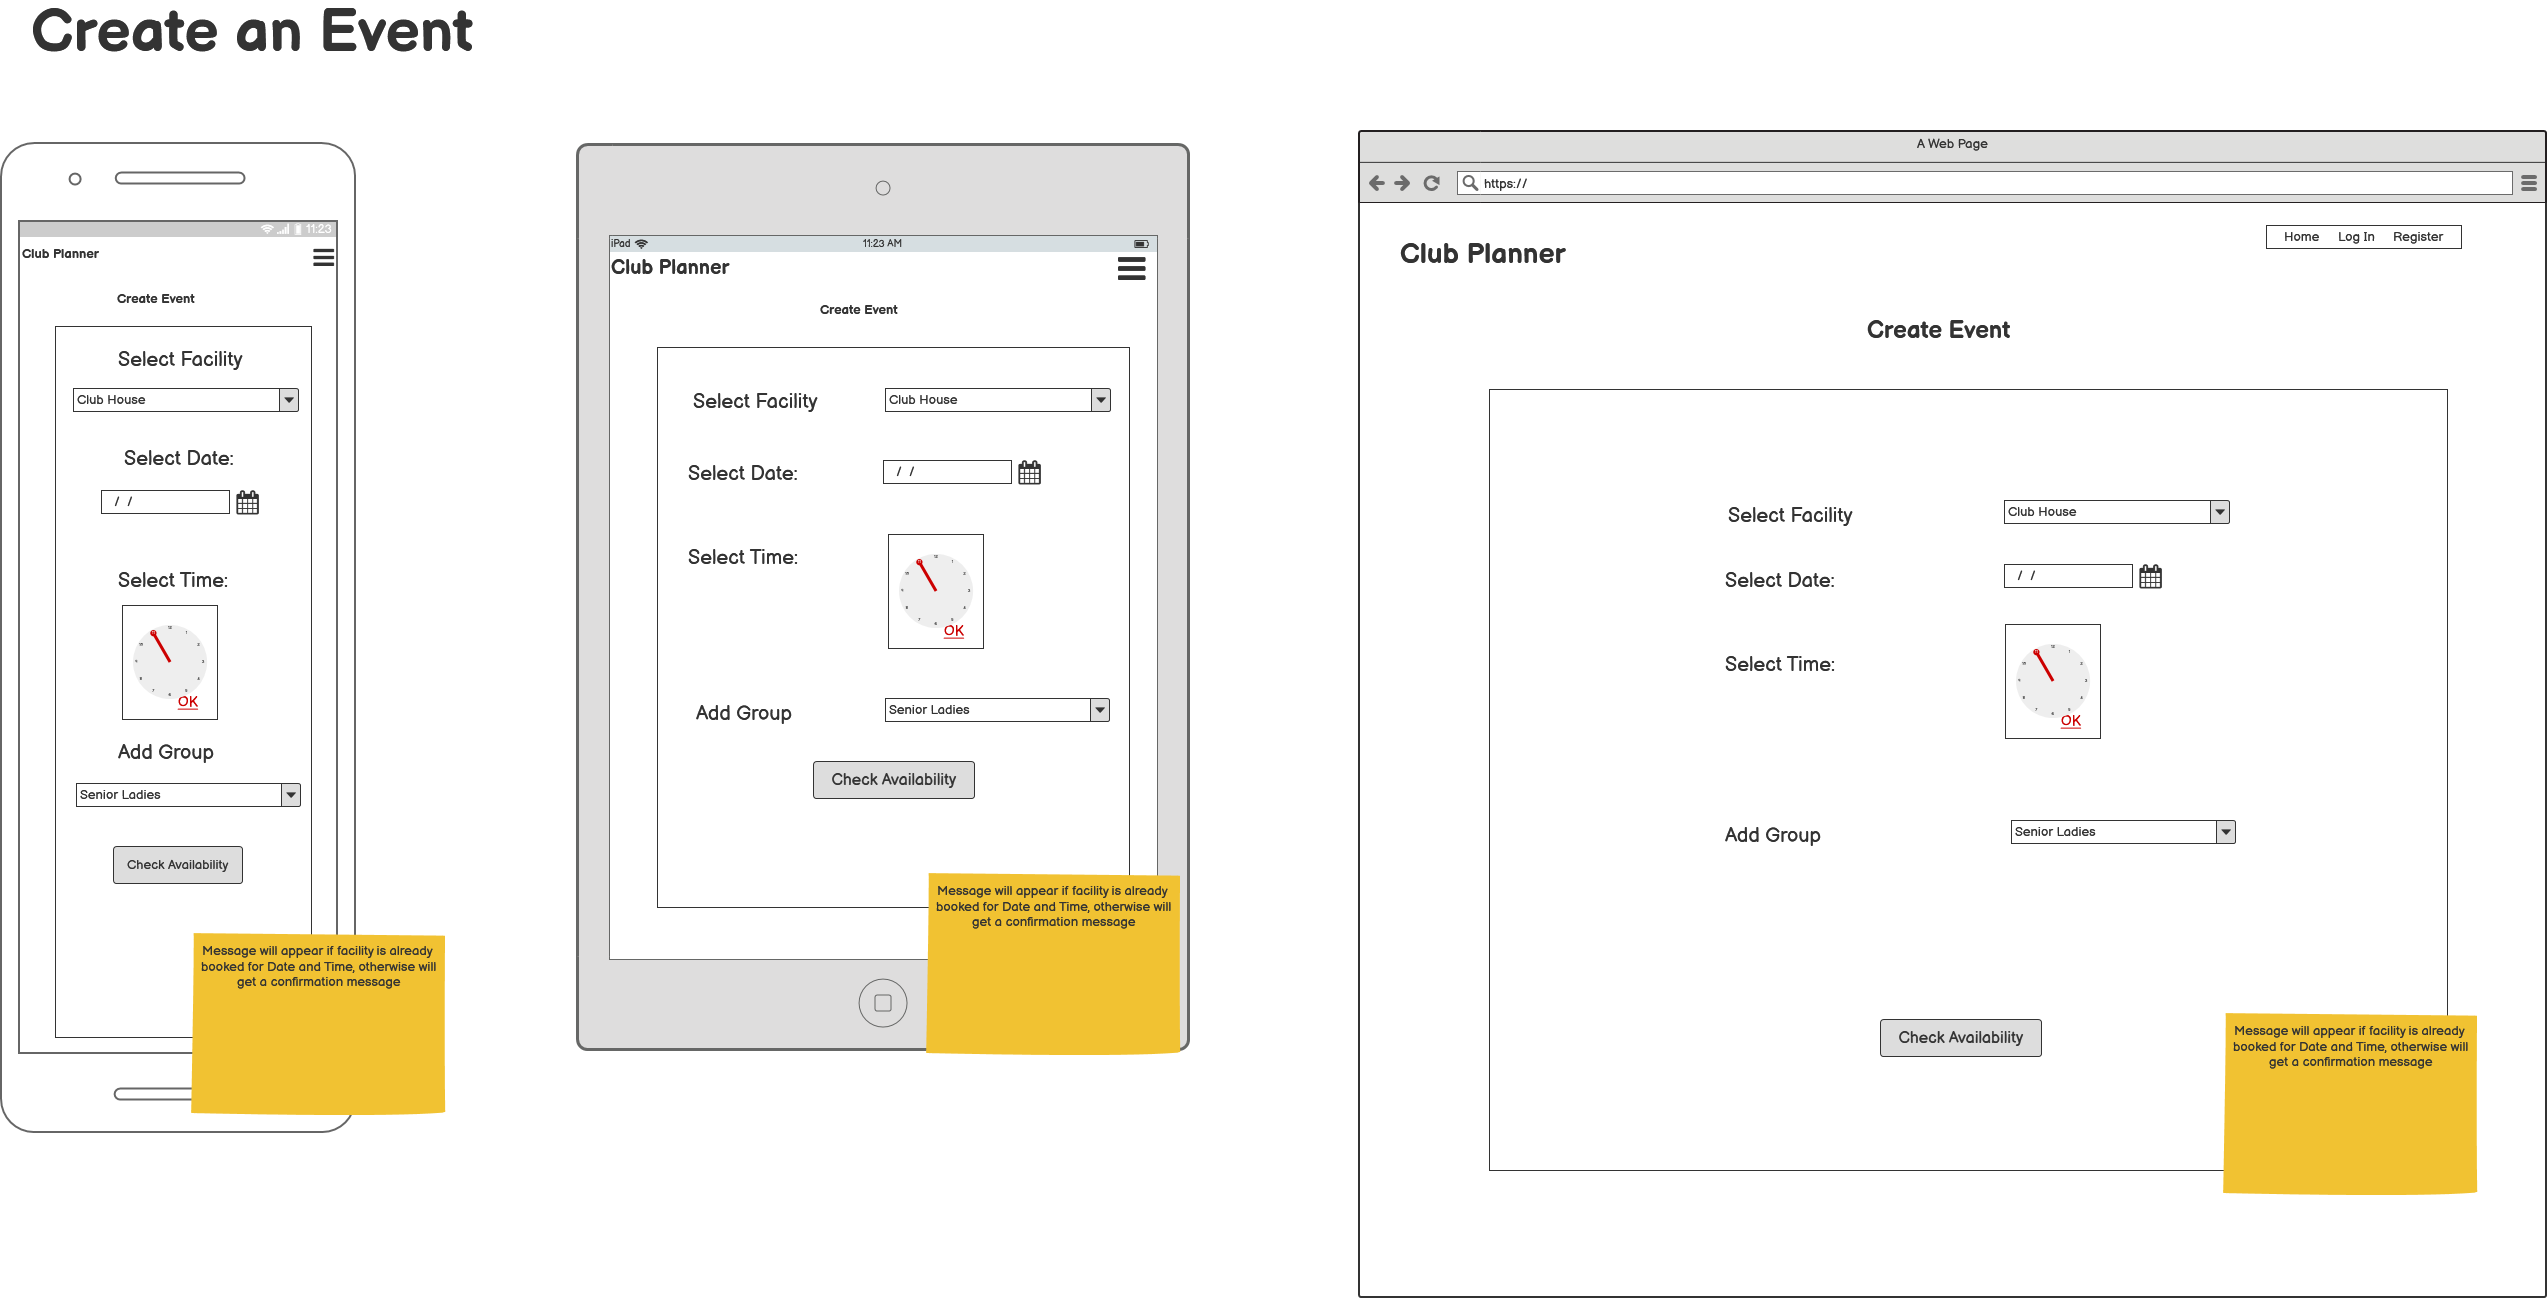 Create an Event
11:23
Club Planner
Create Event
Select Facility
Club House
Select Date:
/ /
Select Time:
OK
Add Group
Senior Ladies
Check Availability
Message will appear if facility is already
booked for Date and Time, otherwise will
get a confirmation message
iPad
11:23 AM
Club Planner
Create Event
Select Facility
Club House
Select Date:
/ /
Select Time:
OK
Add Group
Senior Ladies
Check Availability
Message will appear if facility is already
booked for Date and Time, otherwise will
get a confirmation message
A Web Page
https://
Home Log In Register
Club Planner
Create Event
Select Facility
Club House
Select Date:
/ /
Select Time:
OK
Add Group
Senior Ladies
Check Availability
Message will appear if facility is already
booked for Date and Time, otherwise will
get a confirmation message